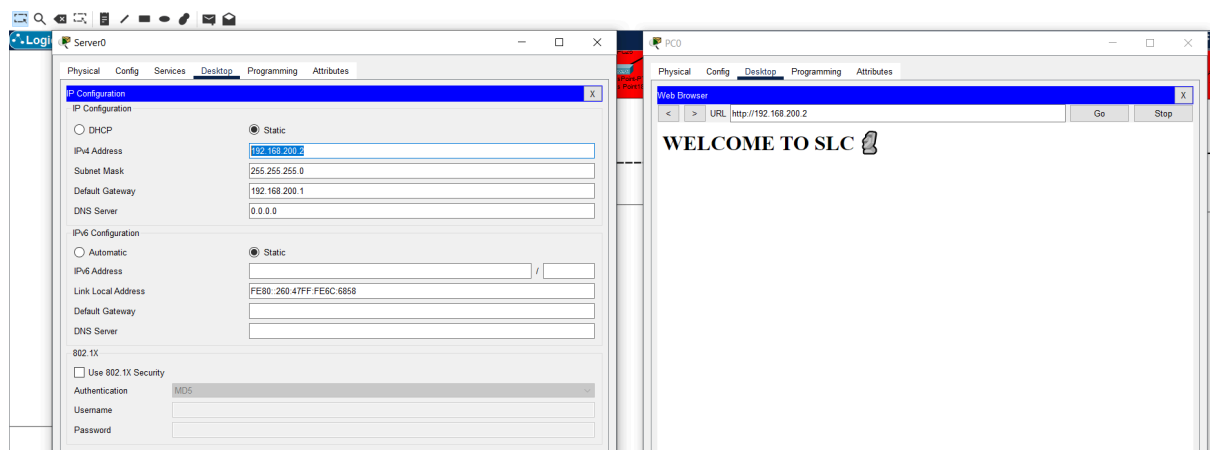 Logi
Server0
Physical Config Services Desktop Programming Attributes
IP Configuration X
IP Configuration
DHCP Static
IPv4 Address 192.168.200.2
Subnet Mask 255.255.255.0
Default Gateway 192.168.200.1
DNS Server 0.0.0.0
IPv6 Configuration
Automatic Static
IPv6 Address /
Link Local Address FE80::260:47FF:FE6C:6858
Default Gateway
DNS Server
802.1X
Use 802.1X Security
Authentication MD5
Username
Password
PC0
Physical Config Desktop Programming Attributes
Web Browser X
< > URL http://192.168.200.2 Go Stop
WELCOME TO SLC 🗿